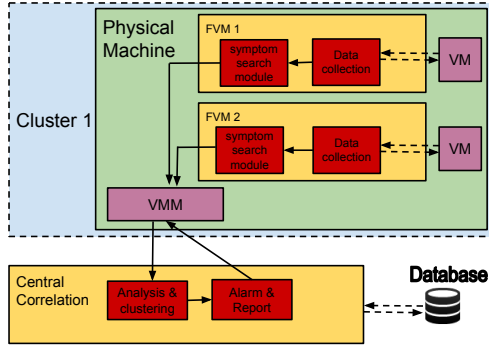 Physical
Machine
FVM 1
symptom
search
module
Data
collection
VM
Cluster 1
FVM 2
symptom
search
module
Data
collection
VM
VMM
Central
Correlation
Analysis &
clustering
Alarm &
Report
Database